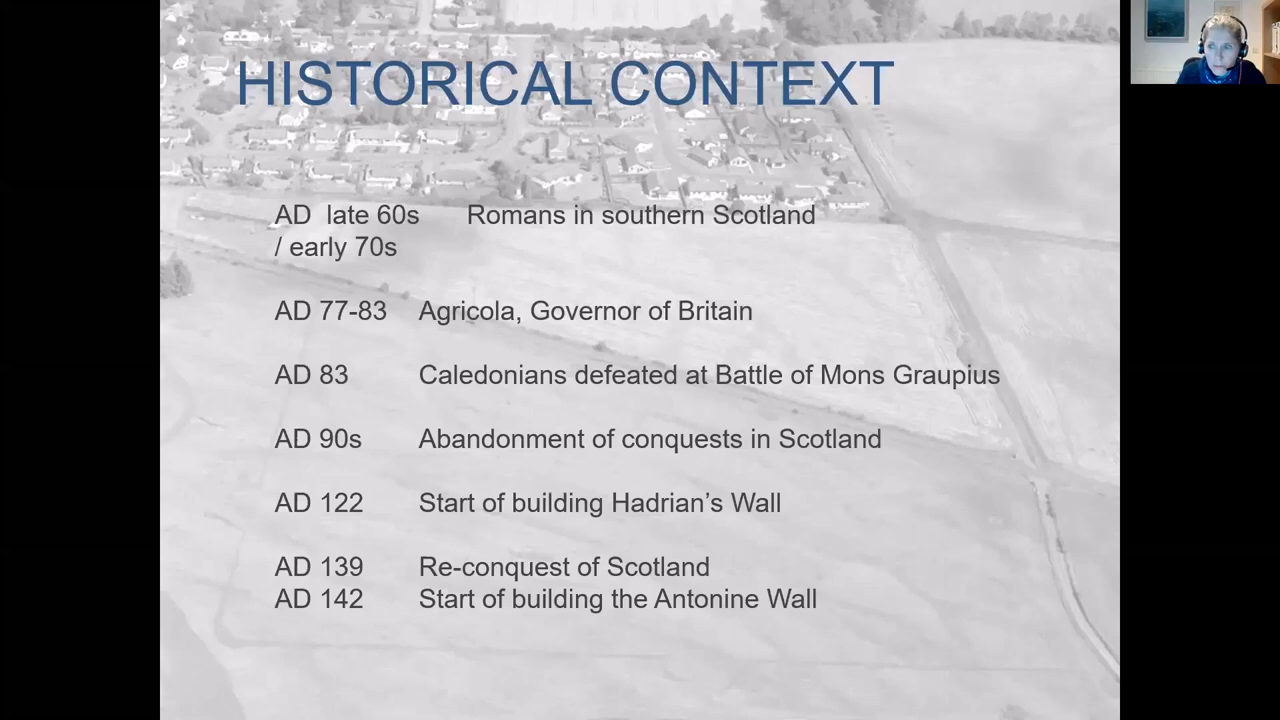 HISTORICAL CONTEXT
AD late 60s Romans in southern Scotland
/ early 70s
AD 77-83 Agricola, Governor of Britain
AD 83 Caledonians defeated at Battle of Mons Graupius
AD 90s Abandonment of conquests in Scotland
AD 122 Start of building Hadrian’s Wall
AD 139 Re-conquest of Scotland
AD 142 Start of building the Antonine Wall